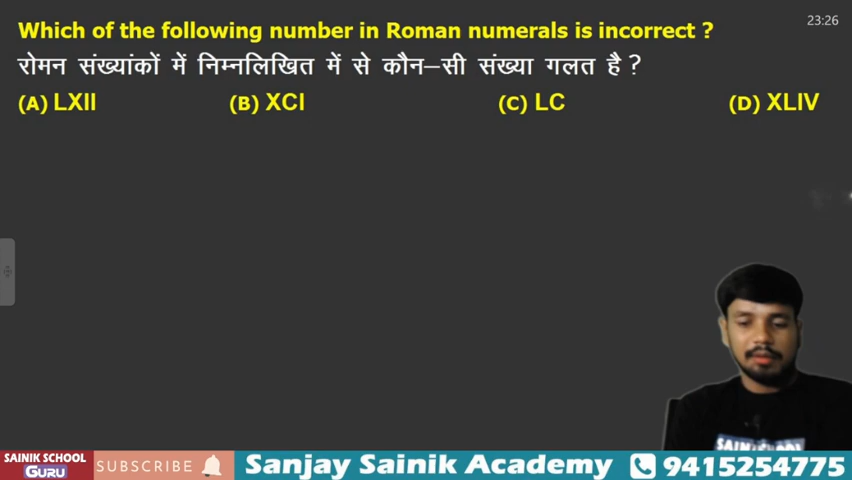 23:26
Which of the following number in Roman numerals is incorrect ?
रोमन संख्यांकों में निम्नलिखित में से कौन–सी संख्या गलत है ?
(A) LXII (B) XCI (C) LC (D) XLIV
SAINIK SCHOOL
GURU
SUBSCRIBE
Sanjay Sainik Academy 9415254775